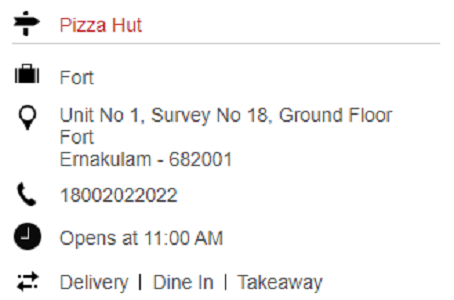 Pizza Hut
Fort
Unit No 1, Survey No 18, Ground Floor
Fort
Ernakulam - 682001
18002022022
Opens at 11:00 AM
Delivery | Dine In | Takeaway